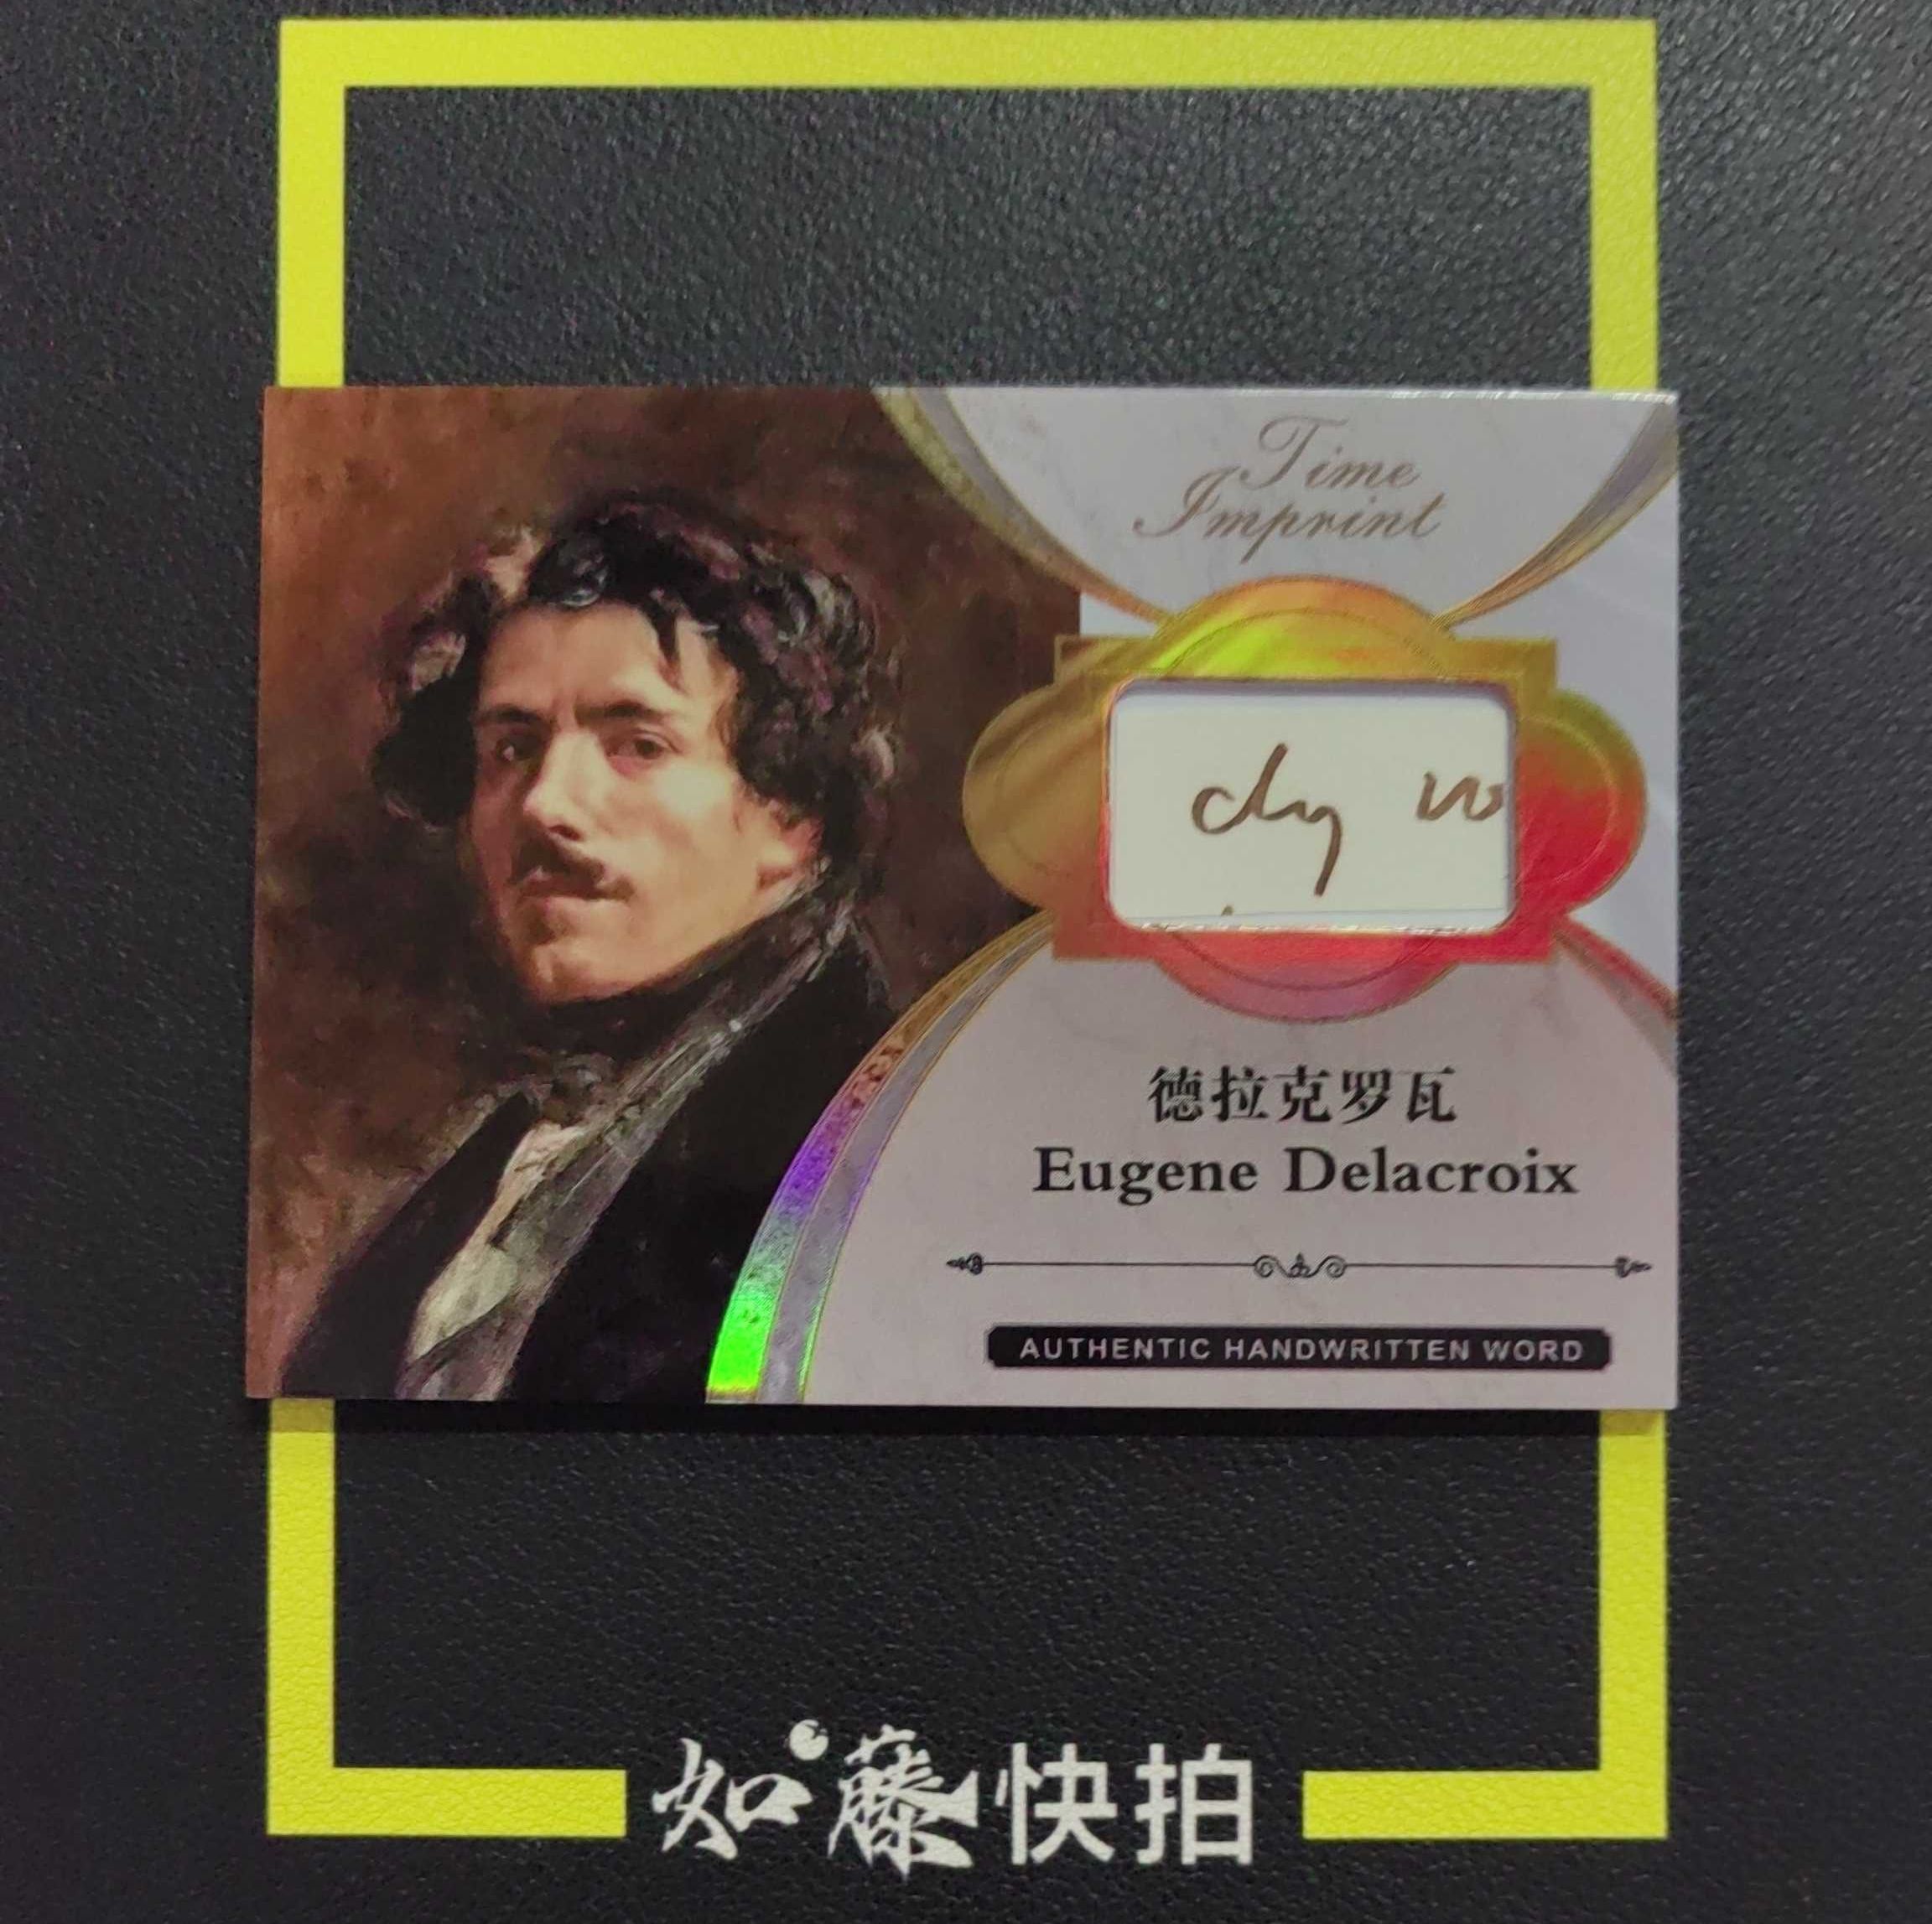 Time
Imprint
德拉克罗瓦
Eugene Delacroix
AUTHENTIC HANDWRITTEN WORD
如藤快拍